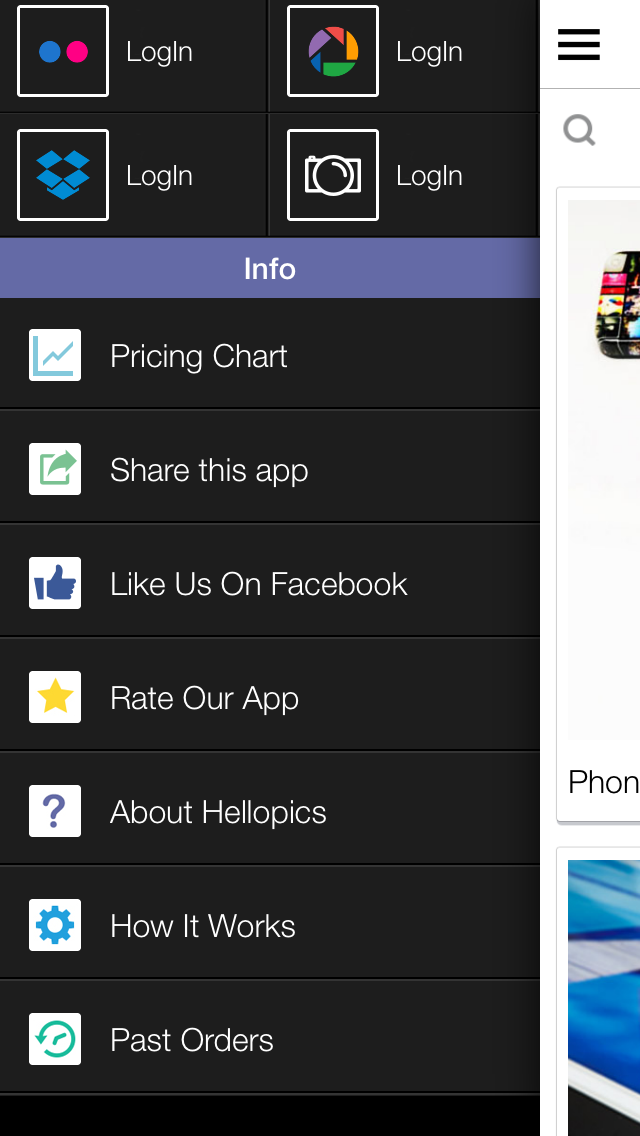 LogIn LogIn
LogIn LogIn
Info
Pricing Chart
Share this app
Like Us On Facebook
Rate Our App
About Hellopics
How It Works
Past Orders
Phon